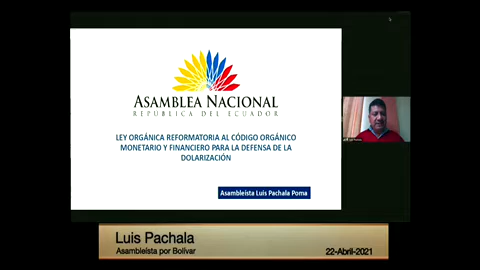 ASAMBLEA NACIONAL
REPÚBLICA DEL ECUADOR
LEY ORGÁNICA REFORMATORIA AL CÓDIGO ORGÁNICO
MONETARIO Y FINANCIERO PARA LA DEFENSA DE LA
DOLARIZACIÓN
Asambleísta Luis Pachala Poma
Luis Pachala
Asambleísta por Bolívar
22-Abril-2021